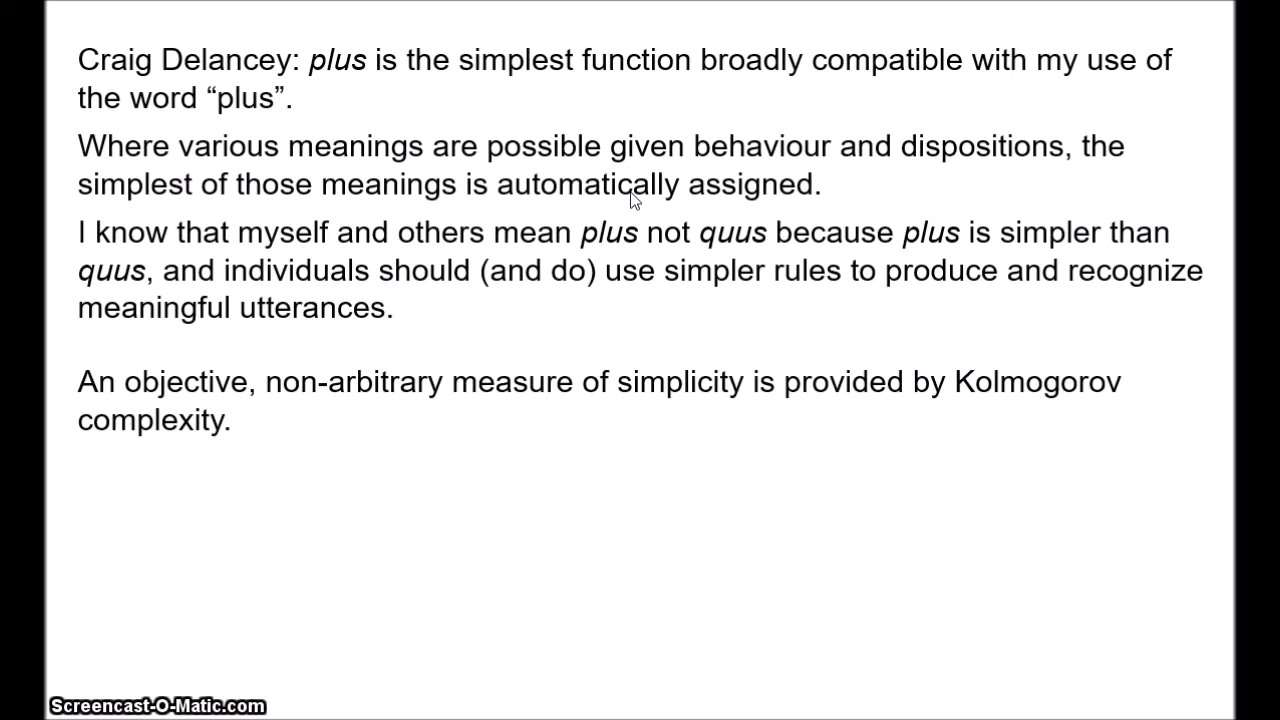 Craig Delancey: plus is the simplest function broadly compatible with my use of
the word “plus”.
Where various meanings are possible given behaviour and dispositions, the
simplest of those meanings is automatically assigned.
I know that myself and others mean plus not quus because plus is simpler than
quus, and individuals should (and do) use simpler rules to produce and recognize
meaningful utterances.
An objective, non-arbitrary measure of simplicity is provided by Kolmogorov
complexity.
Screencast-O-Matic.com